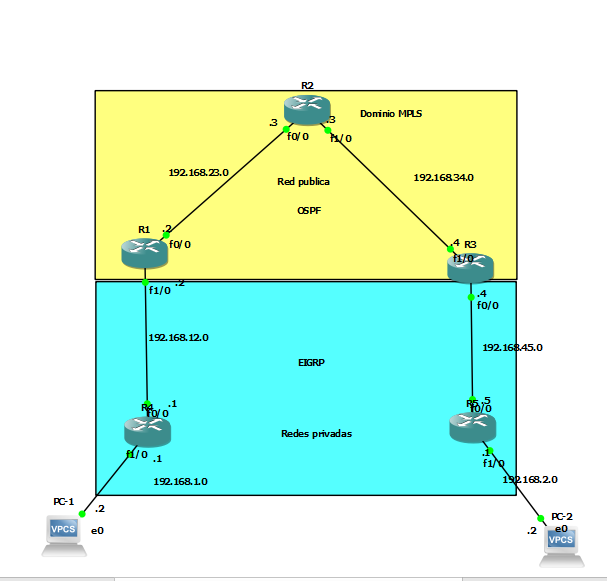 R2
.3
.3
Dominio MPLS
f0/0
f1/0
192.168.23.0
192.168.34.0
Red publica
OSPF
R1
.2
f0/0
.4
R3
f1/0
.2
f1/0
.4
f0/0
192.168.12.0
192.168.45.0
EIGRP
R4
.1
f0/0
R5
.5
f0/0
Redes privadas
f1/0
.1
.1
f1/0
192.168.1.0
192.168.2.0
PC-1
.2
VPCS
e0
PC-2
e0
.2
VPCS